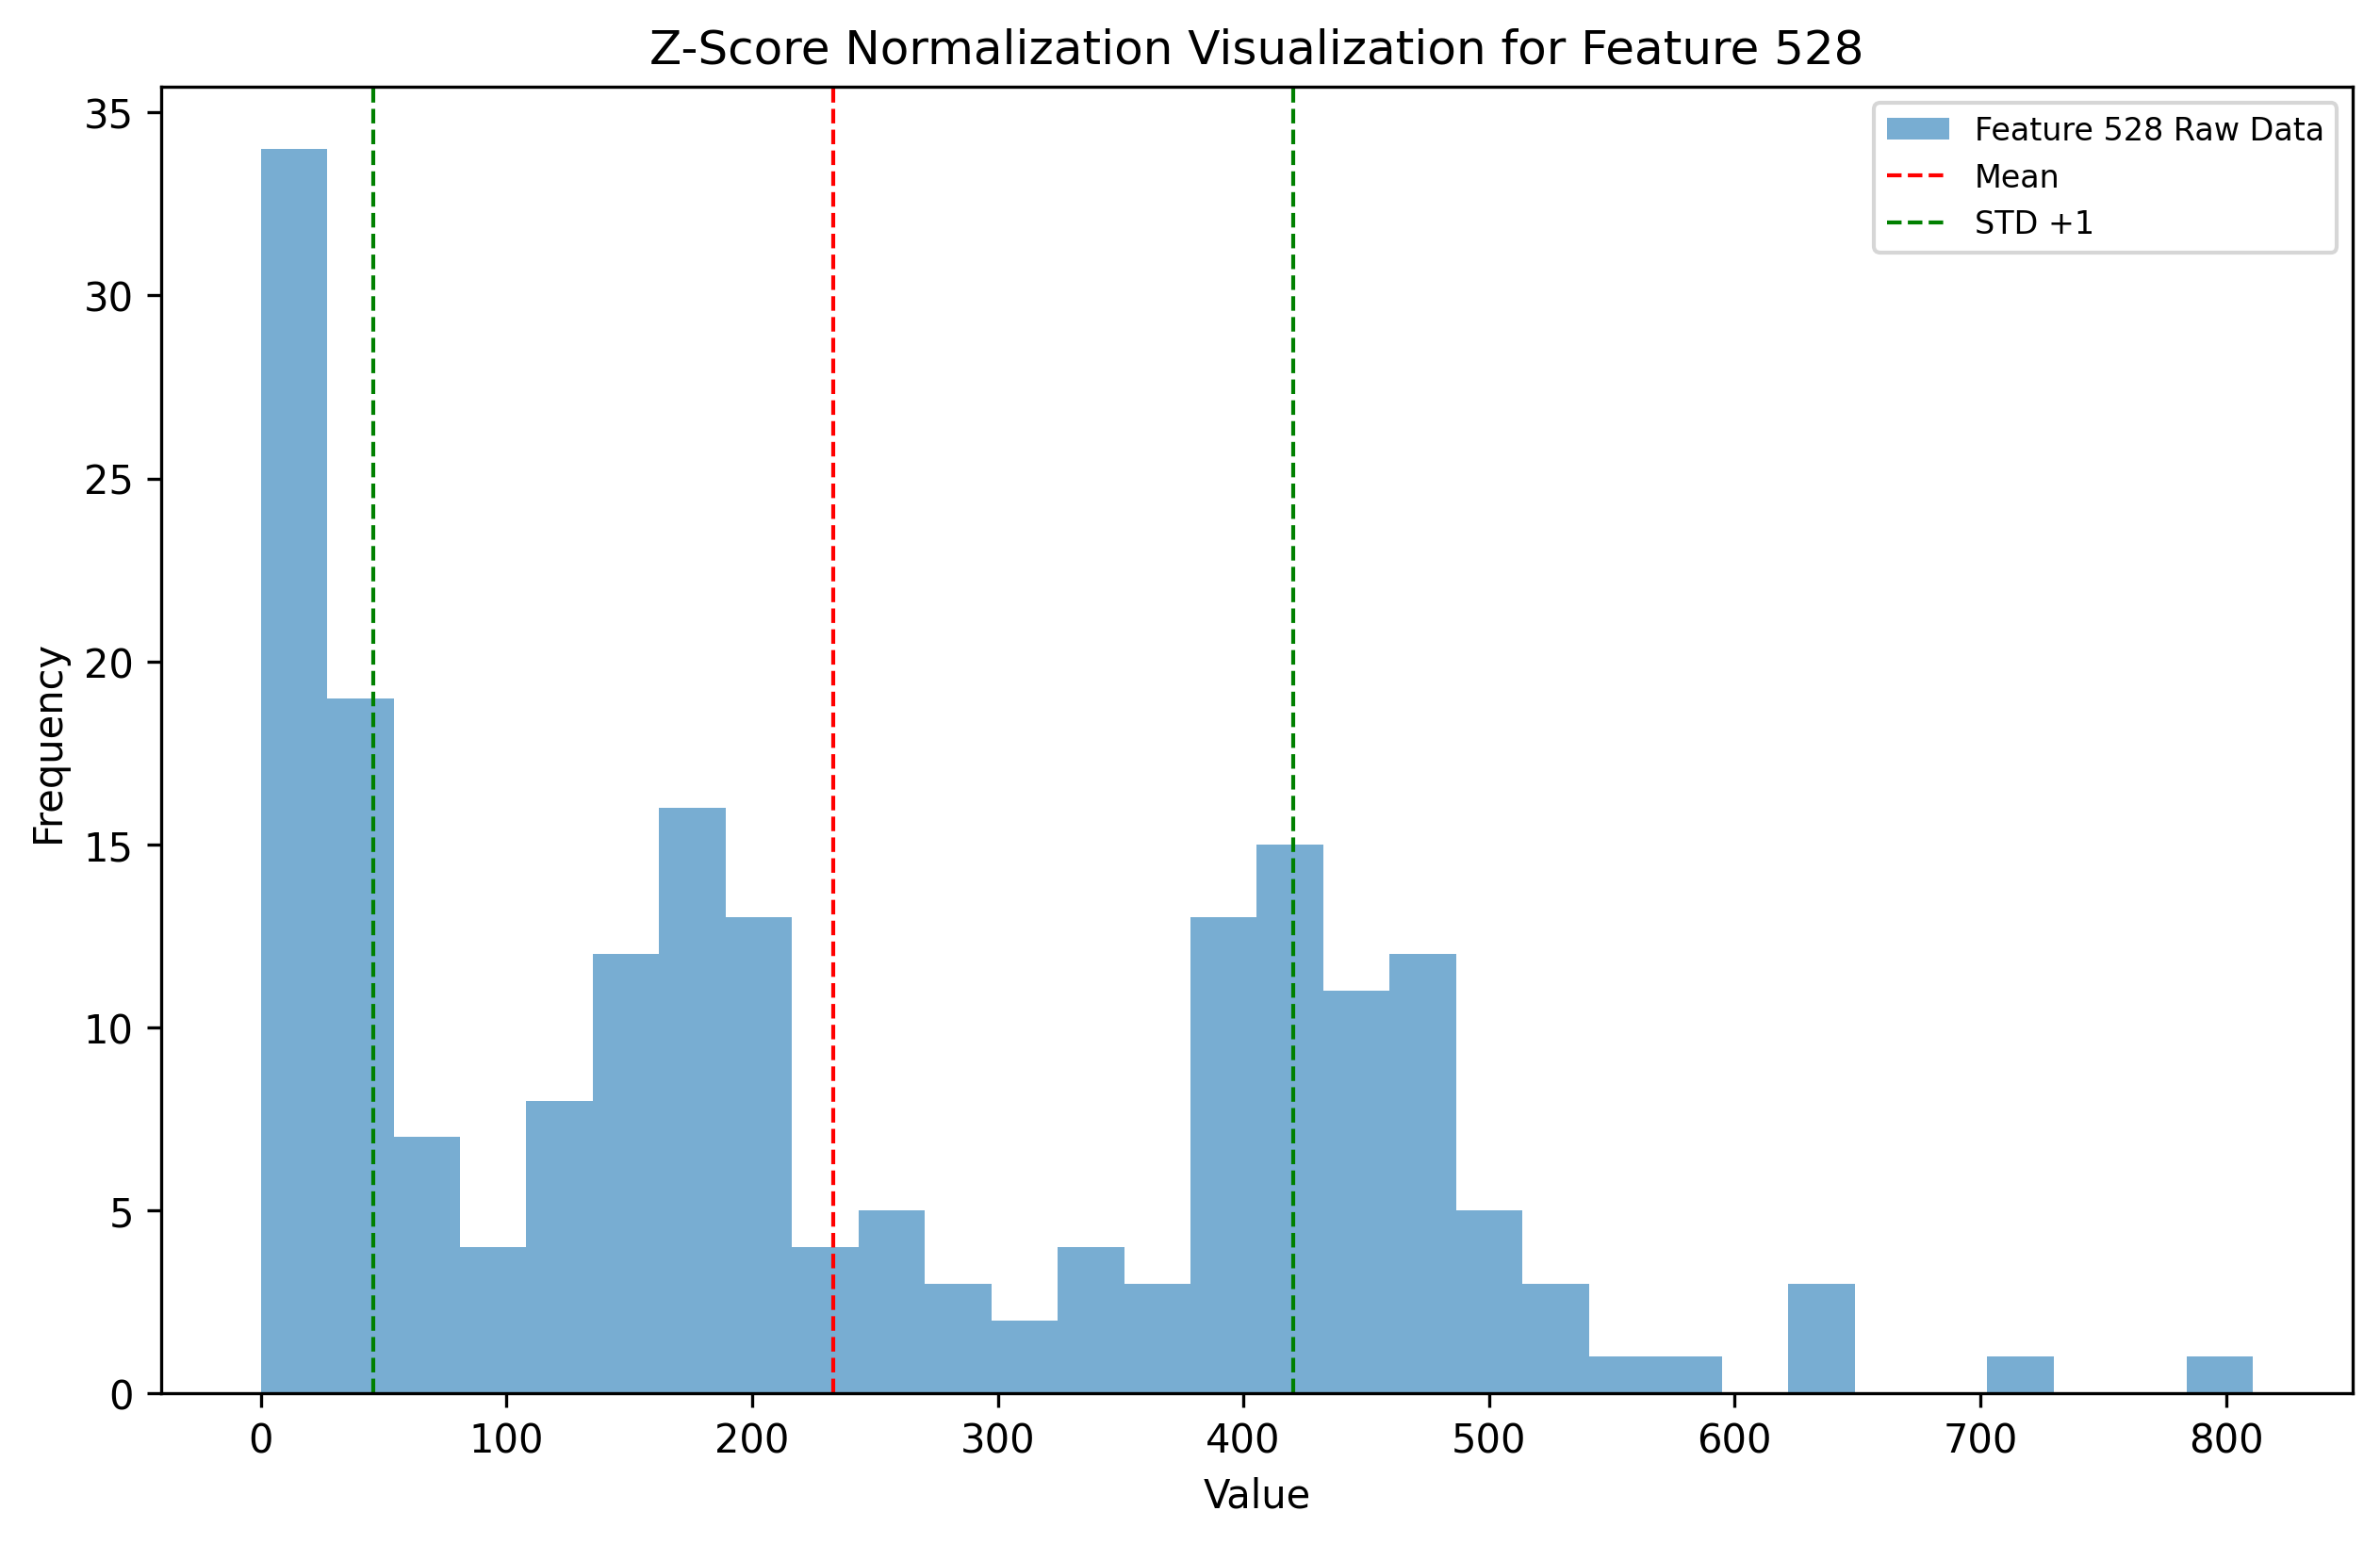 Z-Score Normalization Visualization for Feature 528
Feature 528 Raw Data
Mean
STD +1
35
30
25
20
15
10
5
0
Frequency
0 100 200 300 400 500 600 700 800
Value